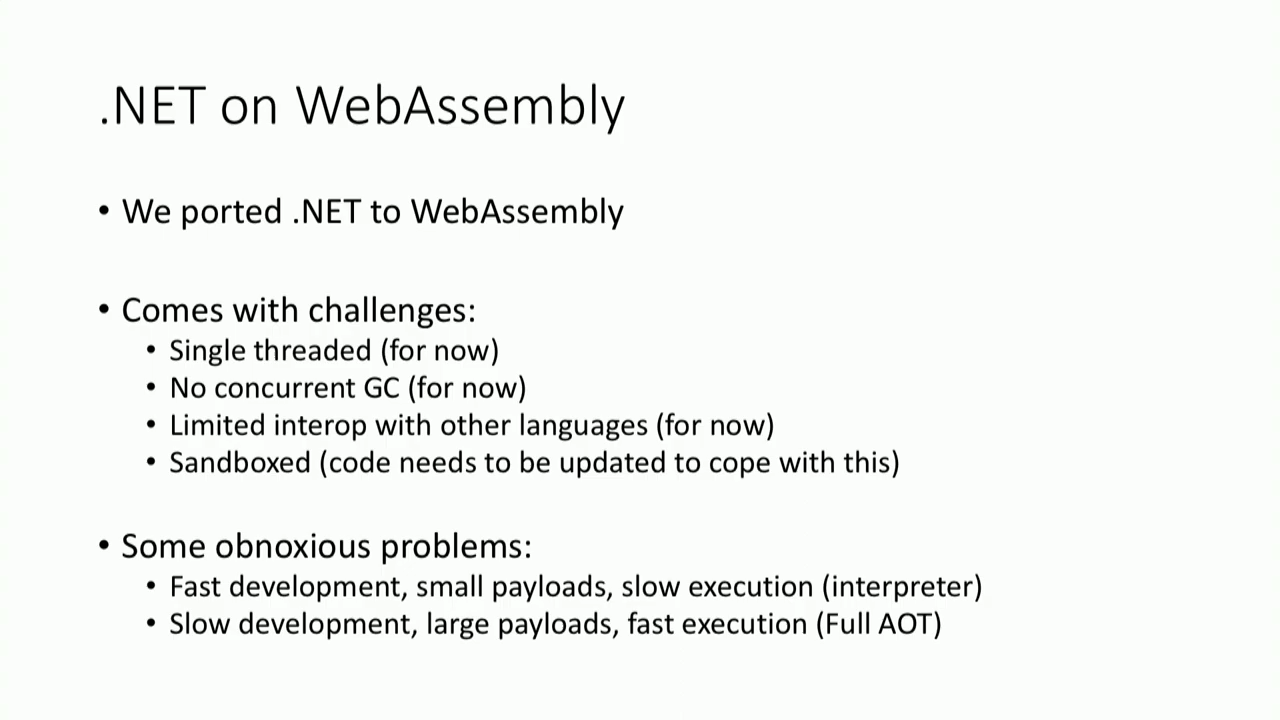 .NET on WebAssembly
• We ported .NET to WebAssembly
• Comes with challenges:
• Single threaded (for now)
• No concurrent GC (for now)
• Limited interop with other languages (for now)
• Sandboxed (code needs to be updated to cope with this)
• Some obnoxious problems:
• Fast development, small payloads, slow execution (interpreter)
• Slow development, large payloads, fast execution (Full AOT)